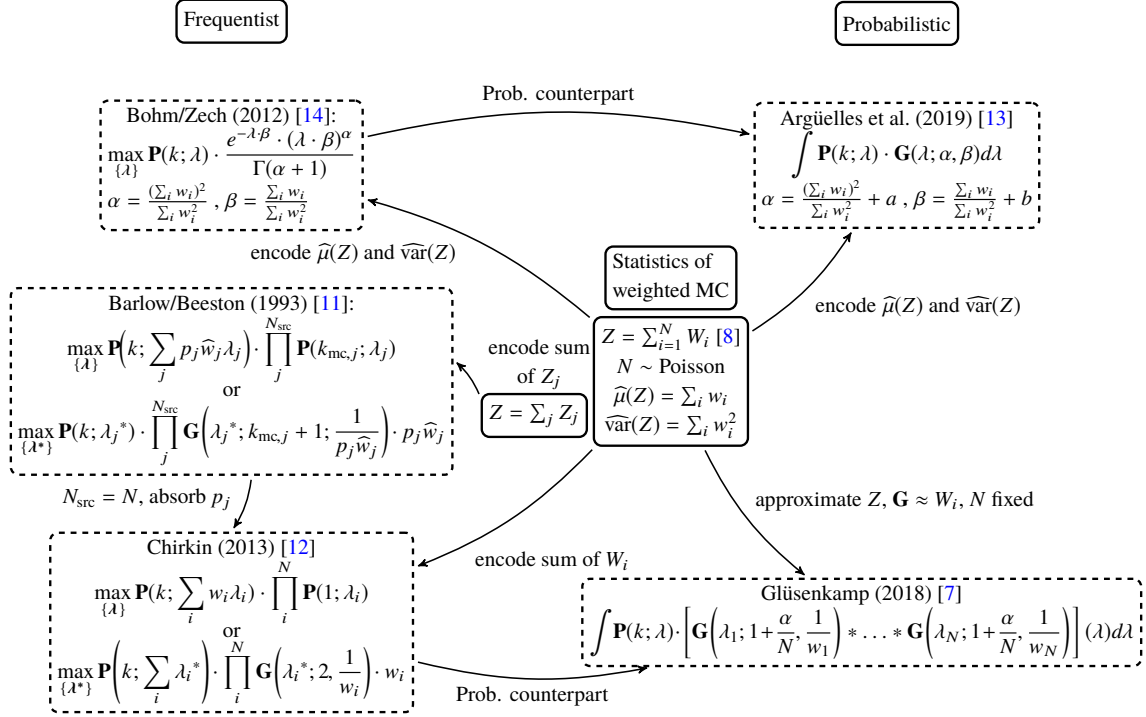 Frequentist
Probabilistic
Bohm/Zech (2012) [14]:
max_{λ} P(k; λ) · e^{−λ·β} · (λ · β)^α / Γ(α + 1)
α = (∑_i w_i)² / ∑_i w_i² , β = ∑_i w_i / ∑_i w_i²
Prob. counterpart
Argüelles et al. (2019) [13]
∫ P(k; λ) · G(λ; α, β)dλ
α = (∑_i w_i)² / ∑_i w_i² + a , β = ∑_i w_i / ∑_i w_i² + b
encode μ̂(Z) and v̂ar(Z)
encode μ̂(Z) and v̂ar(Z)
Statistics of
weighted MC
Z = ∑_{i=1}^{N} W_i [8]
N ∼ Poisson
μ̂(Z) = ∑_i w_i
v̂ar(Z) = ∑_i w_i²
encode sum
of Z_j
Z = ∑_j Z_j
Barlow/Beeston (1993) [11]:
max_{λ} P(k; ∑_j p_j ŵ_j λ_j) · ∏_j^{N_src} P(k_{mc,j}; λ_j)
or
max_{λ*} P(k; λ_j*) · ∏_j^{N_src} G(λ_j*; k_{mc,j} + 1; 1 / p_j ŵ_j) · p_j ŵ_j
N_src = N, absorb p_j
Chirkin (2013) [12]
max_{λ} P(k; ∑_i w_i λ_i) · ∏_i^N P(1; λ_i)
or
max_{λ*} P(k; ∑_i λ_i*) · ∏_i^N G(λ_i*; 2, 1 / w_i) · w_i
encode sum of W_i
approximate Z, G ≈ W_i, N fixed
Glüsenkamp (2018) [7]
∫ P(k; λ) · [G(λ_1; 1 + α/N, 1/w_1) ∗ … ∗ G(λ_N; 1 + α/N, 1/w_N)] (λ)dλ
Prob. counterpart